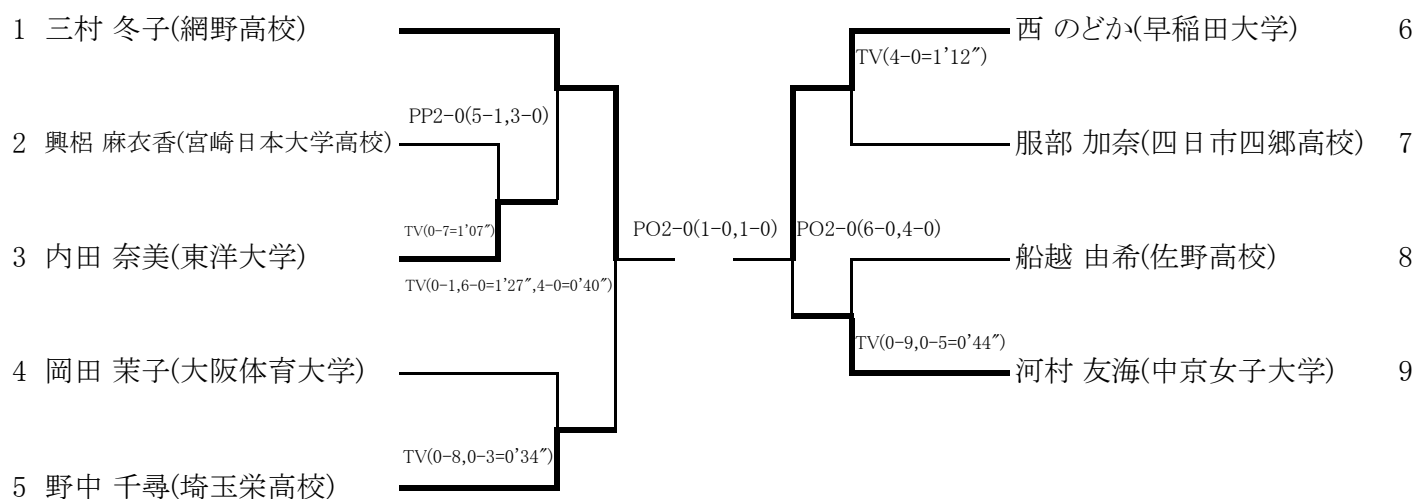 1 三村 冬子(網野高校)
PP2-0(5-1,3-0)
2 興梠 麻衣香(宮崎日本大学高校)
TV(0-7=1'07″)
3 内田 奈美(東洋大学)
TV(0-1,6-0=1'27″,4-0=0'40″)
4 岡田 茉子(大阪体育大学)
TV(0-8,0-3=0'34″)
5 野中 千尋(埼玉栄高校)
PO2-0(1-0,1-0)
PO2-0(6-0,4-0)
西 のどか(早稲田大学) 6
TV(4-0=1'12″)
服部 加奈(四日市四郷高校) 7
船越 由希(佐野高校) 8
TV(0-9,0-5=0'44″)
河村 友海(中京女子大学) 9